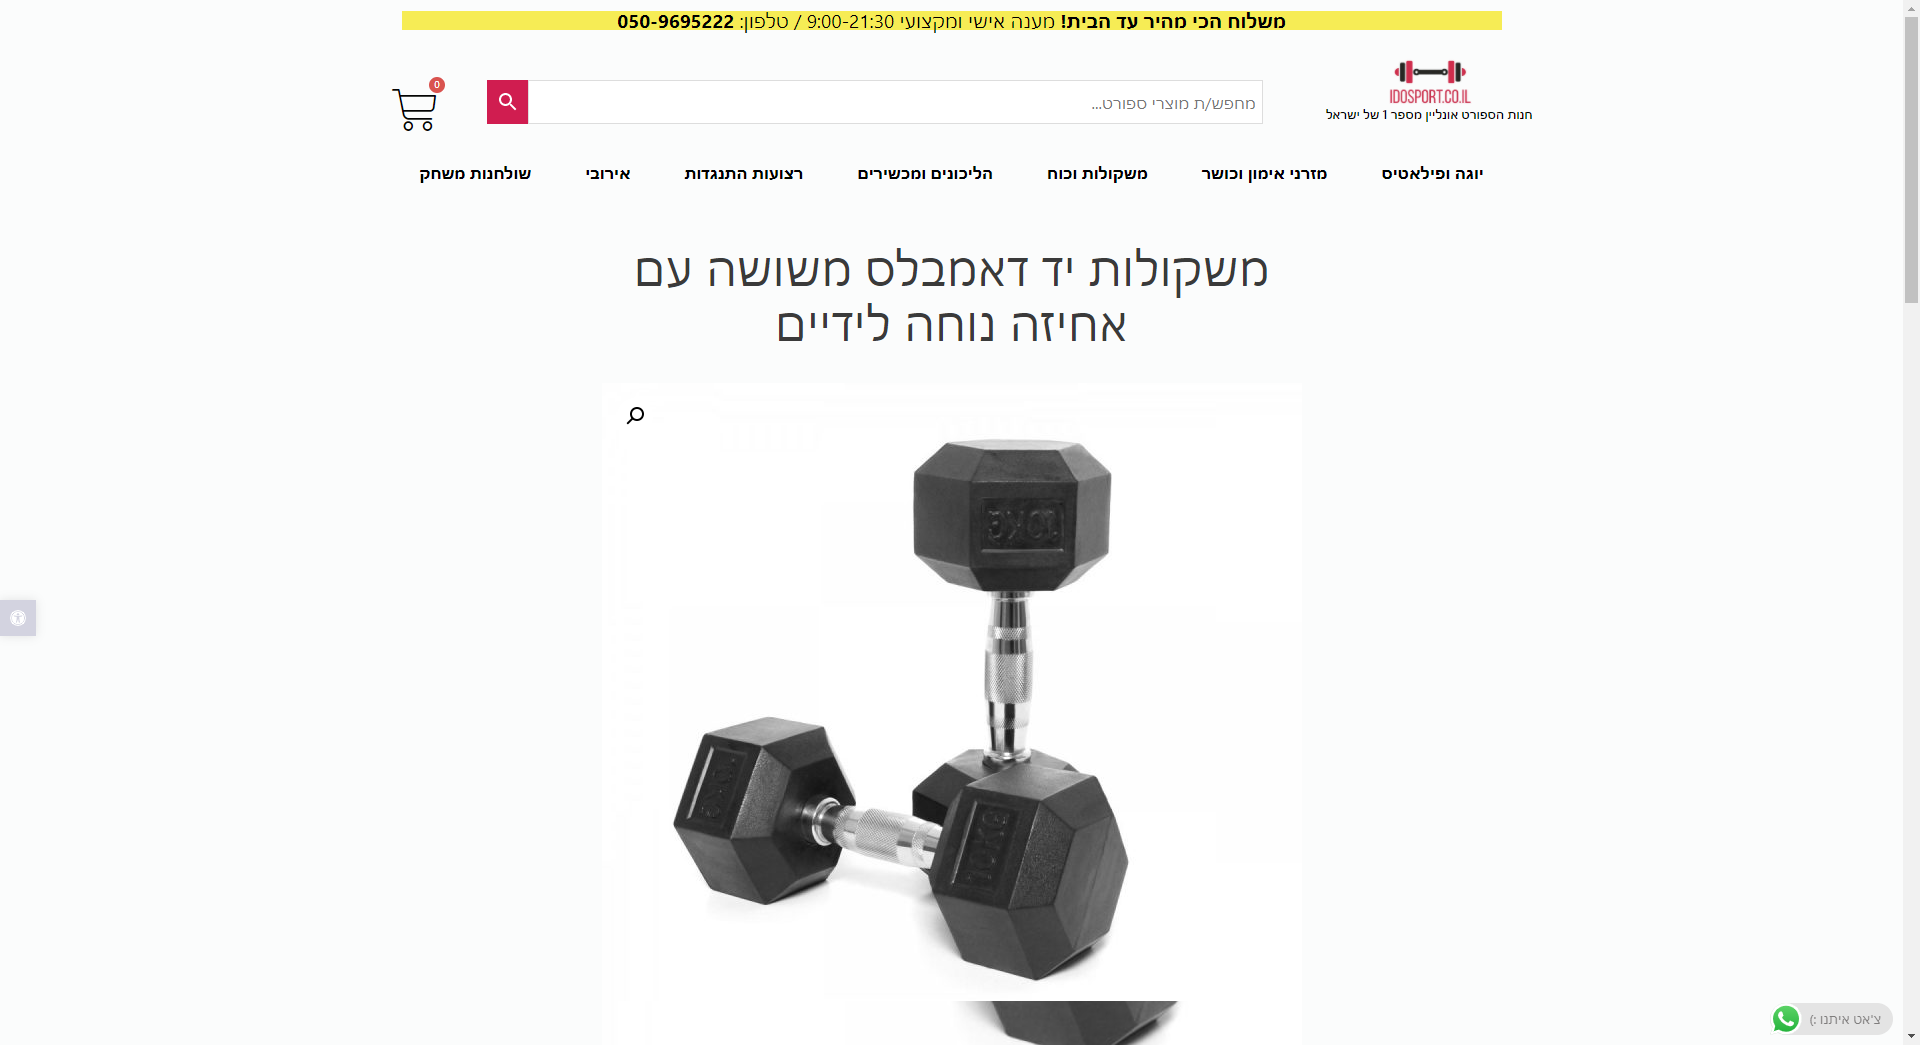 משלוח הכי מהיר עד הבית! מענה אישי ומקצועי 9:00-21:30 / טלפון: 050-9695222
IDOSPORT.CO.IL
חנות הספורט אונליין מספר 1 של ישראל
מחפש/ת מוצרי ספורט...
0
יוגה ופילאטיס
מזרני אימון וכושר
משקולות וכוח
הליכונים ומכשירים
רצועות התנגדות
אירובי
שולחנות משחק
משקולות יד דאמבלס משושה עם
אחיזה נוחה לידיים
10KG
צ'אט איתנו :)